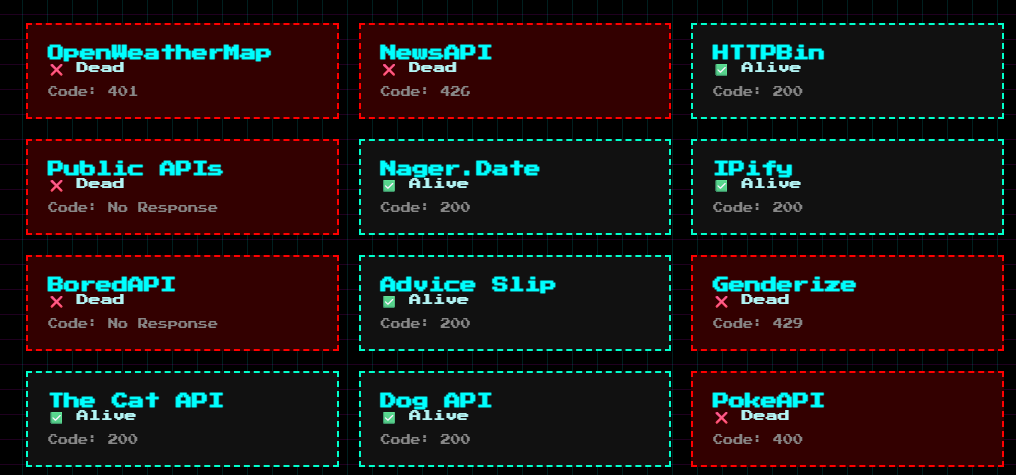 OpenWeatherMap
❌ Dead
Code: 401
NewsAPI
❌ Dead
Code: 426
HTTPBin
✅ Alive
Code: 200
Public APIs
❌ Dead
Code: No Response
Nager.Date
✅ Alive
Code: 200
IPify
✅ Alive
Code: 200
BoredAPI
❌ Dead
Code: No Response
Advice Slip
✅ Alive
Code: 200
Genderize
❌ Dead
Code: 429
The Cat API
✅ Alive
Code: 200
Dog API
✅ Alive
Code: 200
PokeAPI
❌ Dead
Code: 400